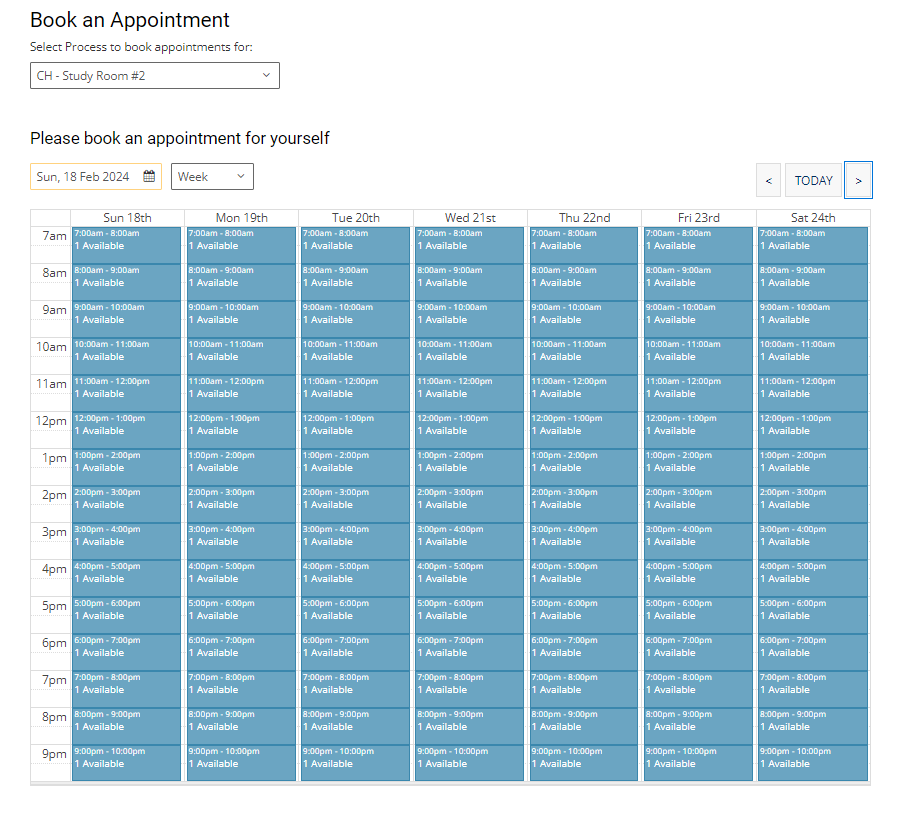 Book an Appointment
Select Process to book appointments for:
CH - Study Room #2
Please book an appointment for yourself
Sun, 18 Feb 2024 Week < TODAY >
Sun 18th Mon 19th Tue 20th Wed 21st Thu 22nd Fri 23rd Sat 24th
7am 7:00am - 8:00am 7:00am - 8:00am 7:00am - 8:00am 7:00am - 8:00am 7:00am - 8:00am 7:00am - 8:00am 7:00am - 8:00am
1 Available 1 Available 1 Available 1 Available 1 Available 1 Available 1 Available
8am 8:00am - 9:00am 8:00am - 9:00am 8:00am - 9:00am 8:00am - 9:00am 8:00am - 9:00am 8:00am - 9:00am 8:00am - 9:00am
1 Available 1 Available 1 Available 1 Available 1 Available 1 Available 1 Available
9am 9:00am - 10:00am 9:00am - 10:00am 9:00am - 10:00am 9:00am - 10:00am 9:00am - 10:00am 9:00am - 10:00am 9:00am - 10:00am
1 Available 1 Available 1 Available 1 Available 1 Available 1 Available 1 Available
10am 10:00am - 11:00am 10:00am - 11:00am 10:00am - 11:00am 10:00am - 11:00am 10:00am - 11:00am 10:00am - 11:00am 10:00am - 11:00am
1 Available 1 Available 1 Available 1 Available 1 Available 1 Available 1 Available
11am 11:00am - 12:00pm 11:00am - 12:00pm 11:00am - 12:00pm 11:00am - 12:00pm 11:00am - 12:00pm 11:00am - 12:00pm 11:00am - 12:00pm
1 Available 1 Available 1 Available 1 Available 1 Available 1 Available 1 Available
12pm 12:00pm - 1:00pm 12:00pm - 1:00pm 12:00pm - 1:00pm 12:00pm - 1:00pm 12:00pm - 1:00pm 12:00pm - 1:00pm 12:00pm - 1:00pm
1 Available 1 Available 1 Available 1 Available 1 Available 1 Available 1 Available
1pm 1:00pm - 2:00pm 1:00pm - 2:00pm 1:00pm - 2:00pm 1:00pm - 2:00pm 1:00pm - 2:00pm 1:00pm - 2:00pm 1:00pm - 2:00pm
1 Available 1 Available 1 Available 1 Available 1 Available 1 Available 1 Available
2pm 2:00pm - 3:00pm 2:00pm - 3:00pm 2:00pm - 3:00pm 2:00pm - 3:00pm 2:00pm - 3:00pm 2:00pm - 3:00pm 2:00pm - 3:00pm
1 Available 1 Available 1 Available 1 Available 1 Available 1 Available 1 Available
3pm 3:00pm - 4:00pm 3:00pm - 4:00pm 3:00pm - 4:00pm 3:00pm - 4:00pm 3:00pm - 4:00pm 3:00pm - 4:00pm 3:00pm - 4:00pm
1 Available 1 Available 1 Available 1 Available 1 Available 1 Available 1 Available
4pm 4:00pm - 5:00pm 4:00pm - 5:00pm 4:00pm - 5:00pm 4:00pm - 5:00pm 4:00pm - 5:00pm 4:00pm - 5:00pm 4:00pm - 5:00pm
1 Available 1 Available 1 Available 1 Available 1 Available 1 Available 1 Available
5pm 5:00pm - 6:00pm 5:00pm - 6:00pm 5:00pm - 6:00pm 5:00pm - 6:00pm 5:00pm - 6:00pm 5:00pm - 6:00pm 5:00pm - 6:00pm
1 Available 1 Available 1 Available 1 Available 1 Available 1 Available 1 Available
6pm 6:00pm - 7:00pm 6:00pm - 7:00pm 6:00pm - 7:00pm 6:00pm - 7:00pm 6:00pm - 7:00pm 6:00pm - 7:00pm 6:00pm - 7:00pm
1 Available 1 Available 1 Available 1 Available 1 Available 1 Available 1 Available
7pm 7:00pm - 8:00pm 7:00pm - 8:00pm 7:00pm - 8:00pm 7:00pm - 8:00pm 7:00pm - 8:00pm 7:00pm - 8:00pm 7:00pm - 8:00pm
1 Available 1 Available 1 Available 1 Available 1 Available 1 Available 1 Available
8pm 8:00pm - 9:00pm 8:00pm - 9:00pm 8:00pm - 9:00pm 8:00pm - 9:00pm 8:00pm - 9:00pm 8:00pm - 9:00pm 8:00pm - 9:00pm
1 Available 1 Available 1 Available 1 Available 1 Available 1 Available 1 Available
9pm 9:00pm - 10:00pm 9:00pm - 10:00pm 9:00pm - 10:00pm 9:00pm - 10:00pm 9:00pm - 10:00pm 9:00pm - 10:00pm 9:00pm - 10:00pm
1 Available 1 Available 1 Available 1 Available 1 Available 1 Available 1 Available